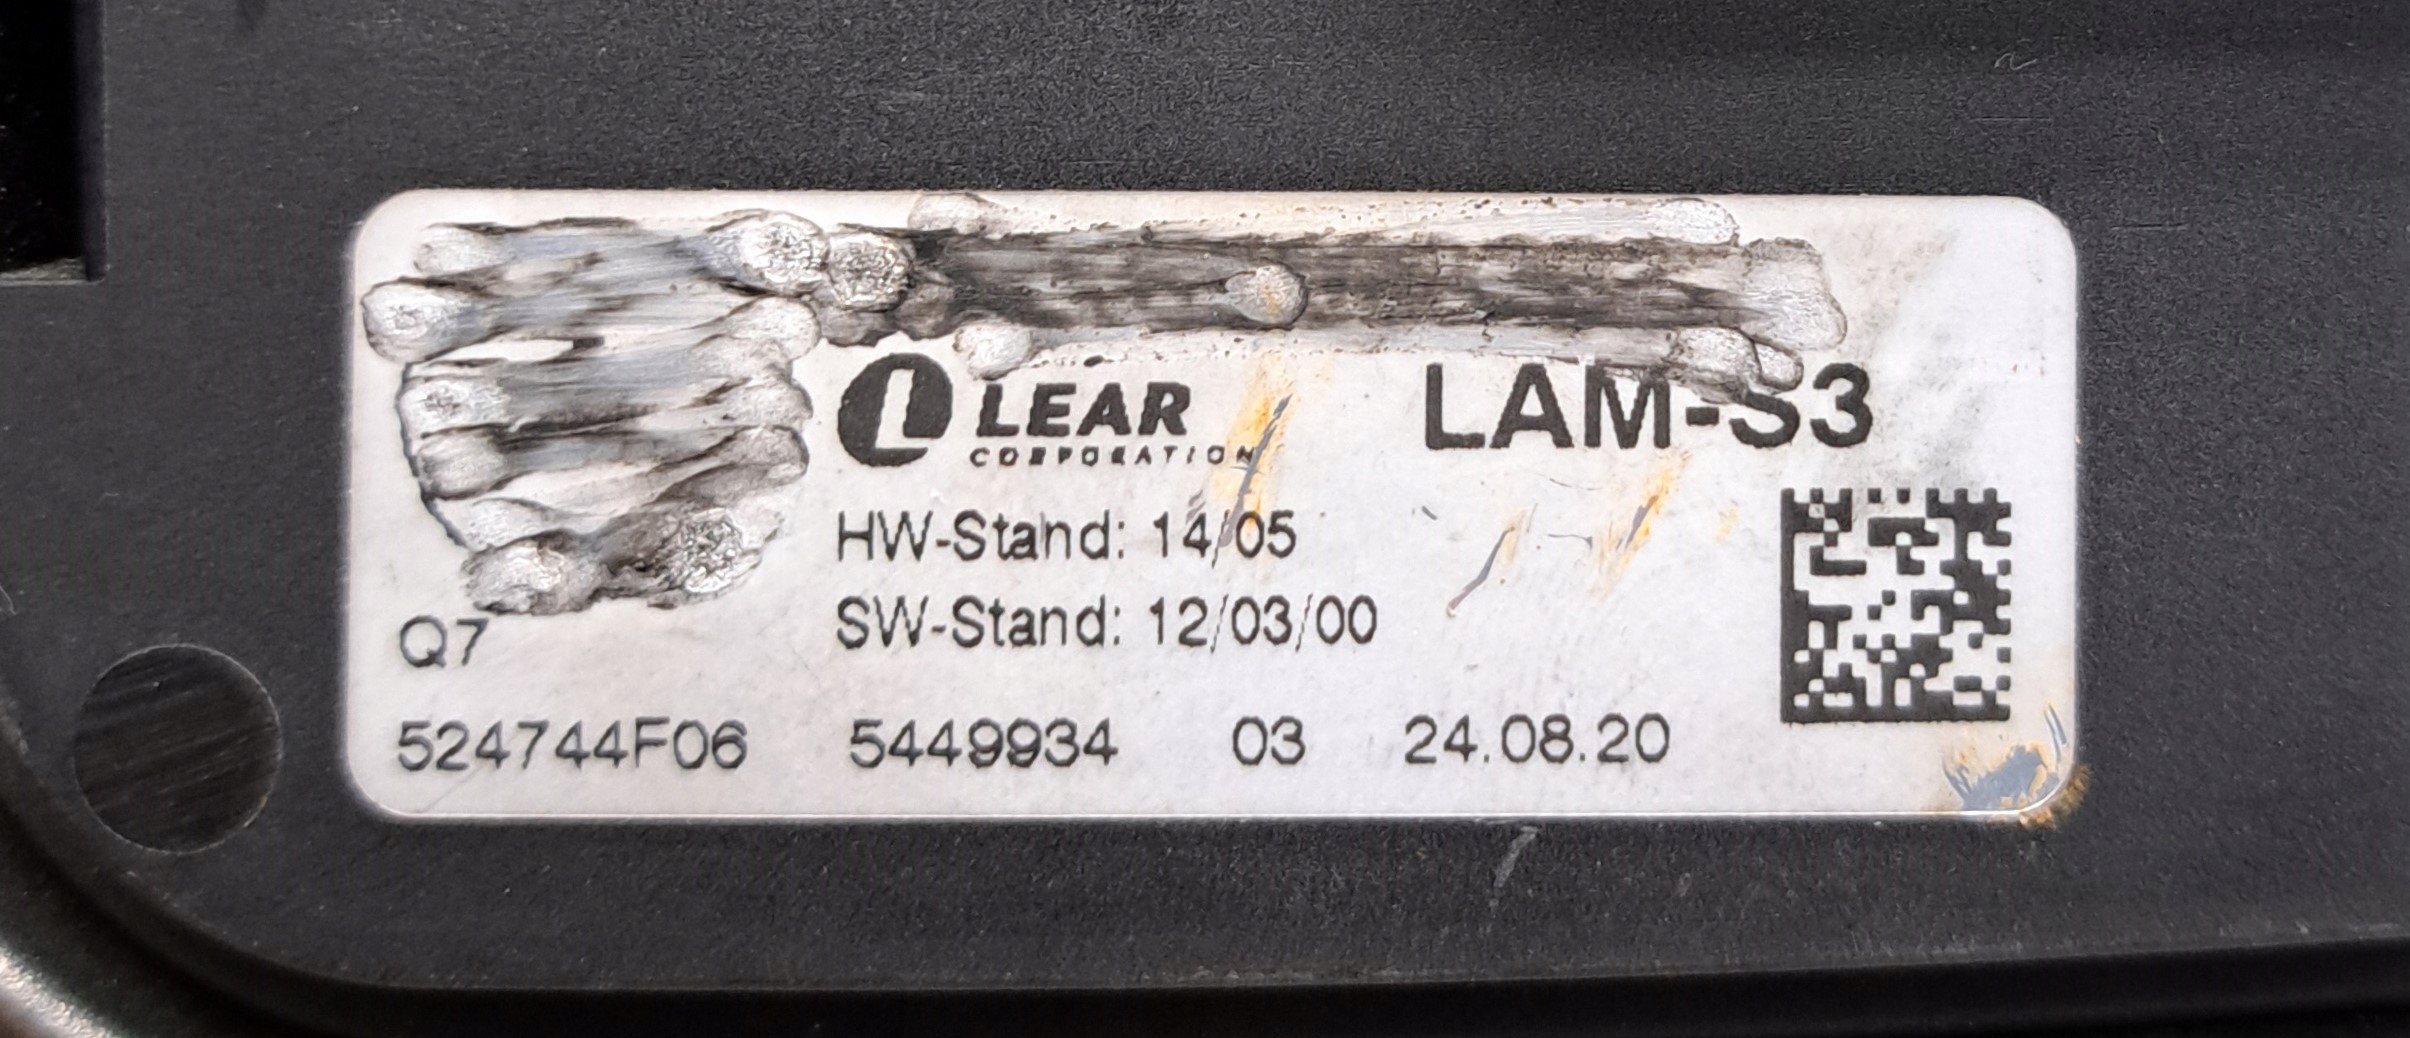 LEAR LAM-S3
CORPORATION
HW-Stand: 14/05
SW-Stand: 12/03/00
Q7
524744F06 5449934 03 24.08.20